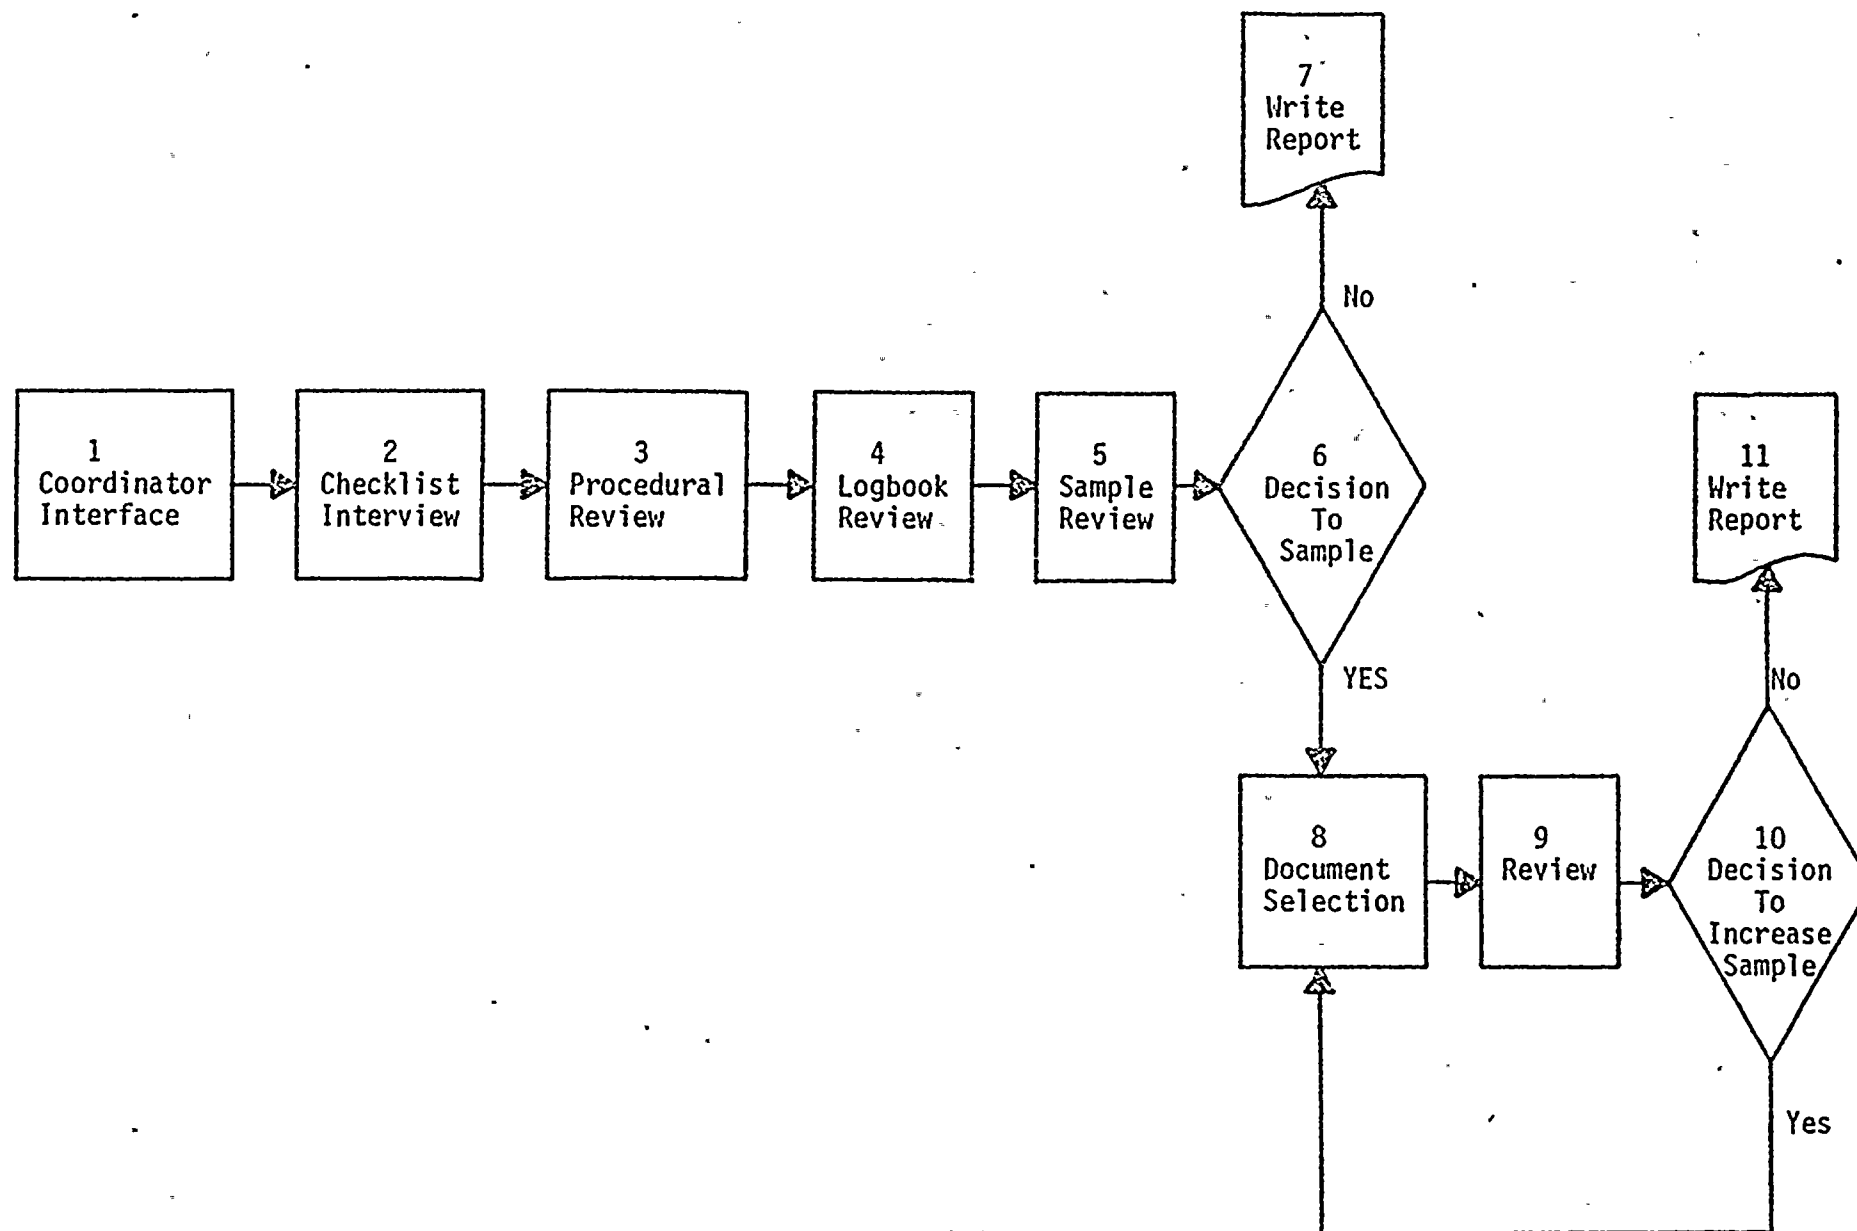 1
Coordinator
Interface
2
Checklist
Interview
3
Procedural
Review
4
Logbook
Review
5
Sample
Review
6
Decision
To
Sample
No
7
Write
Report
YES
8
Document
Selection
9
Review
10
Decision
To
Increase
Sample
No
11
Write
Report
Yes